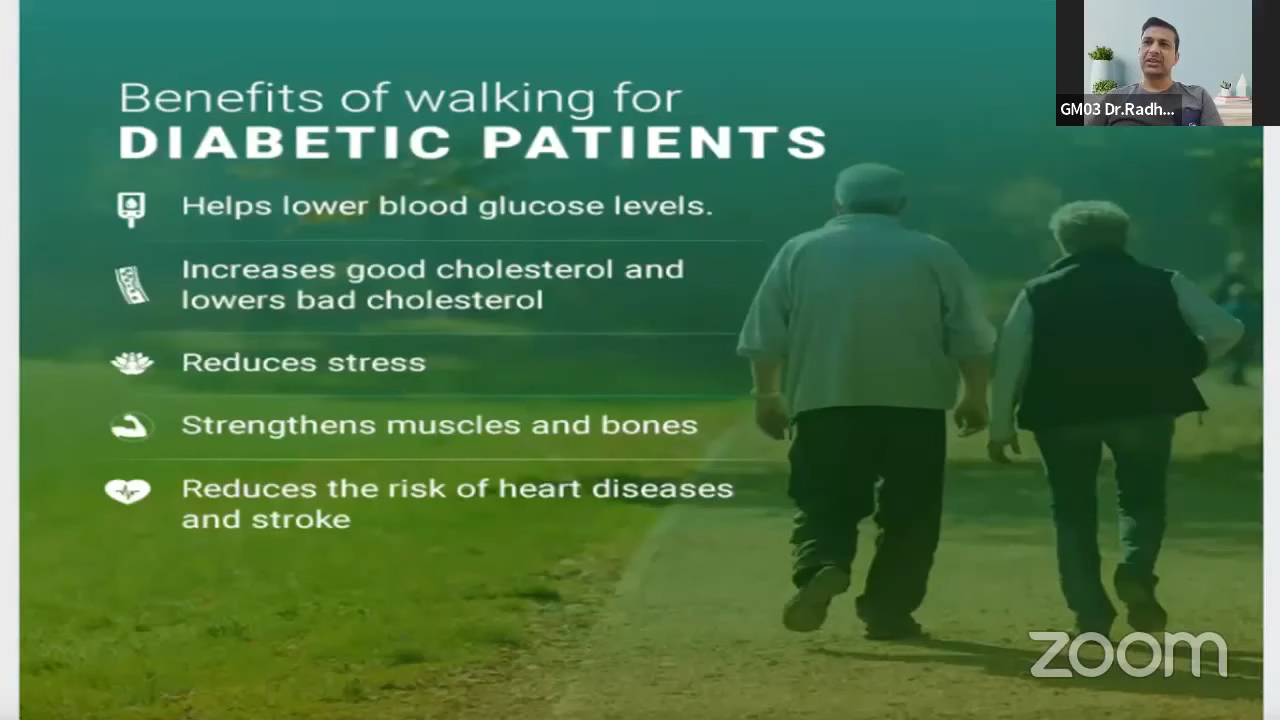 Benefits of walking for
DIABETIC PATIENTS
Helps lower blood glucose levels.
Increases good cholesterol and
lowers bad cholesterol
Reduces stress
Strengthens muscles and bones
Reduces the risk of heart diseases
and stroke
GM03 Dr.Radh...
zoom